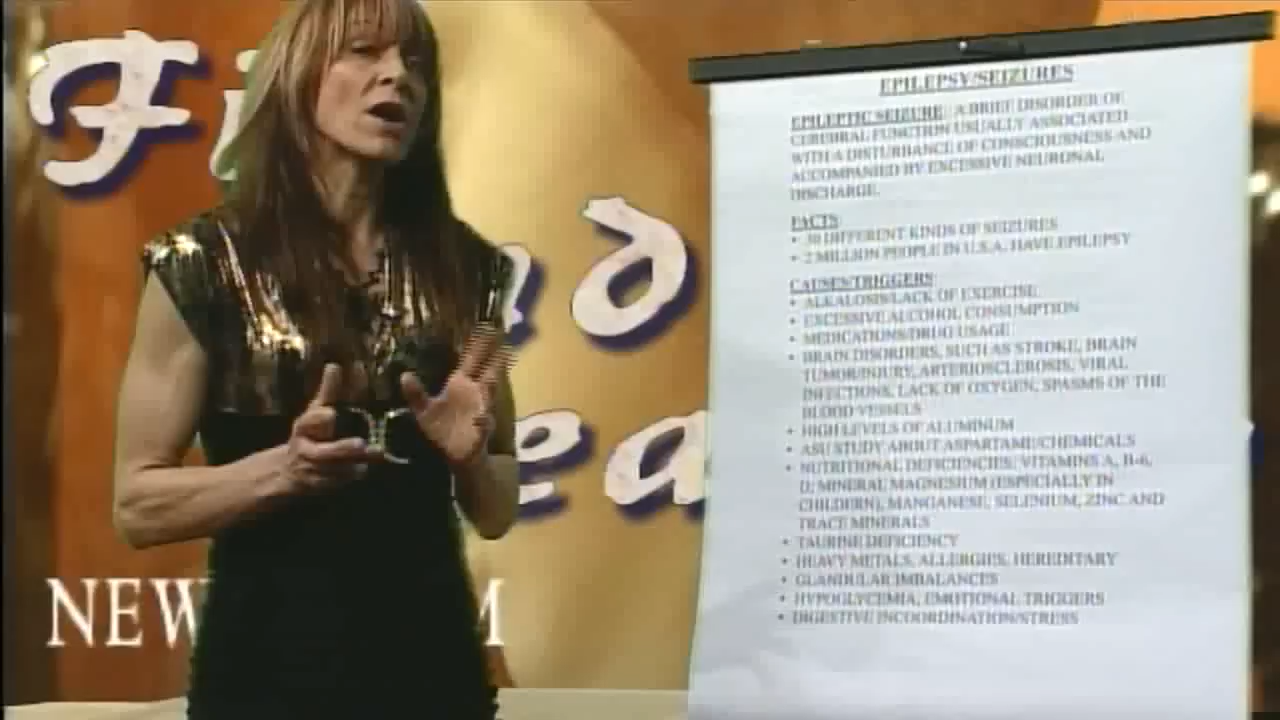 Fi
nd
ea
NEW
M
EPILEPSY/SEIZURES
EPILEPTIC SEIZURE: A BRIEF DISORDER OF
CEREBRAL FUNCTION USUALLY ASSOCIATED
WITH A DISTURBANCE OF CONSCIOUSNESS AND
ACCOMPANIED BY EXCESSIVE NEURONAL
DISCHARGE.
FACTS:
• 30 DIFFERENT KINDS OF SEIZURES
• 2 MILLION PEOPLE IN U.S.A. HAVE EPILEPSY
CAUSES/TRIGGERS:
• ALKALOSIS/LACK OF EXERCISE
• EXCESSIVE ALCOHOL CONSUMPTION
• MEDICATIONS/DRUG USAGE
• BRAIN DISORDERS, SUCH AS STROKE, BRAIN
TUMOR/INJURY, ARTERIOSCLEROSIS, VIRAL
INFECTIONS, LACK OF OXYGEN, SPASMS OF THE
BLOOD VESSELS
• HIGH LEVELS OF ALUMINUM
• ASU STUDY ABOUT ASPARTAME/CHEMICALS
• NUTRITIONAL DEFICIENCIES: VITAMINS A, B-6,
D; MINERAL MAGNESIUM (ESPECIALLY IN
CHILDERN), MANGANESE, SELENIUM, ZINC AND
TRACE MINERALS
• TAURINE DEFICIENCY
• HEAVY METALS, ALLERGIES, HEREDITARY
• GLANDULAR IMBALANCES
• HYPOGLYCEMIA, EMOTIONAL TRIGGERS
• DIGESTIVE INCOORDINATION/STRESS